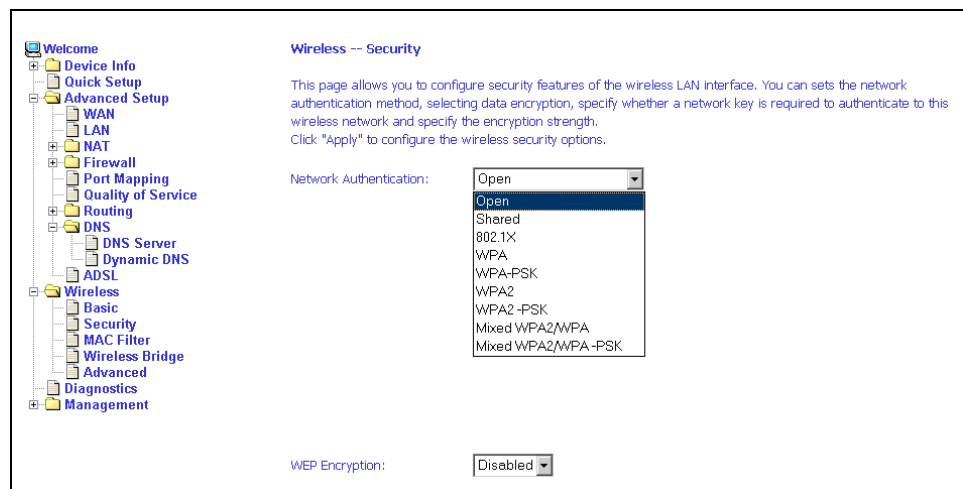 Welcome
Device Info
Quick Setup
Advanced Setup
WAN
LAN
NAT
Firewall
Port Mapping
Quality of Service
Routing
DNS
DNS Server
Dynamic DNS
ADSL
Wireless
Basic
Security
MAC Filter
Wireless Bridge
Advanced
Diagnostics
Management
Wireless -- Security
This page allows you to configure security features of the wireless LAN interface. You can sets the network
authentication method, selecting data encryption, specify whether a network key is required to authenticate to this
wireless network and specify the encryption strength.
Click "Apply" to configure the wireless security options.
Network Authentication: Open
Open
Shared
802.1X
WPA
WPA-PSK
WPA2
WPA2 -PSK
Mixed WPA2/WPA
Mixed WPA2/WPA -PSK
WEP Encryption: Disabled